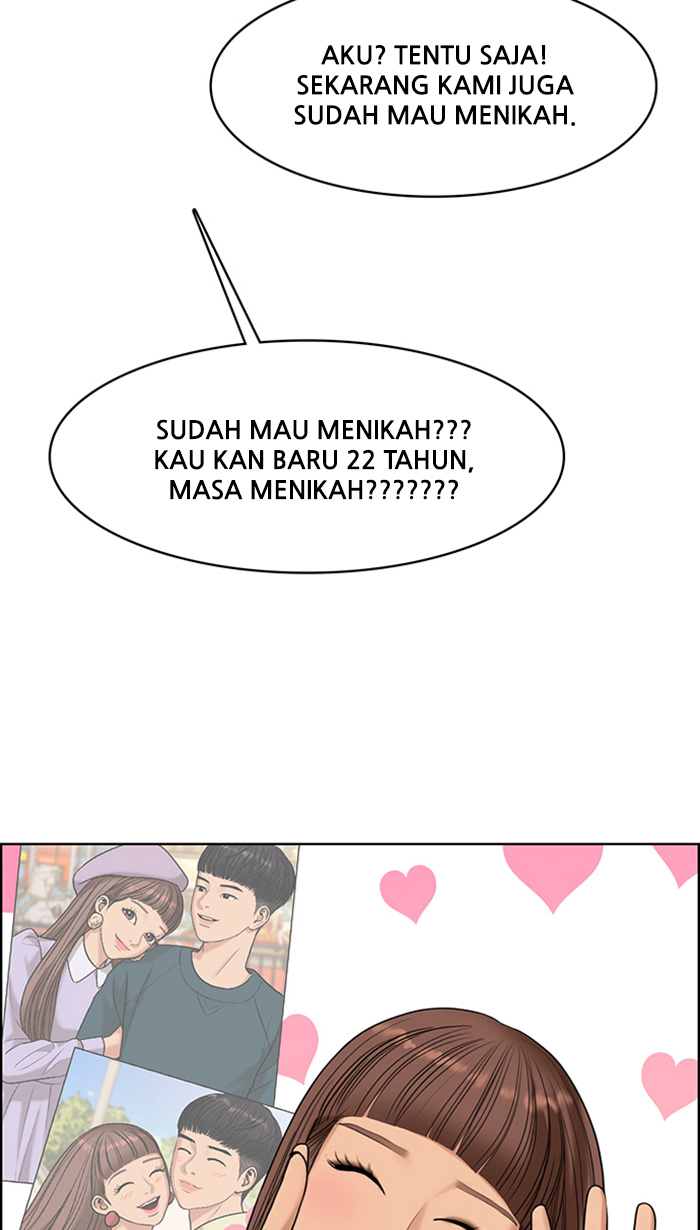 AKU? TENTU SAJA!
SEKARANG KAMI JUGA
SUDAH MAU MENIKAH.
SUDAH MAU MENIKAH???
KAU KAN BARU 22 TAHUN,
MASA MENIKAH???????